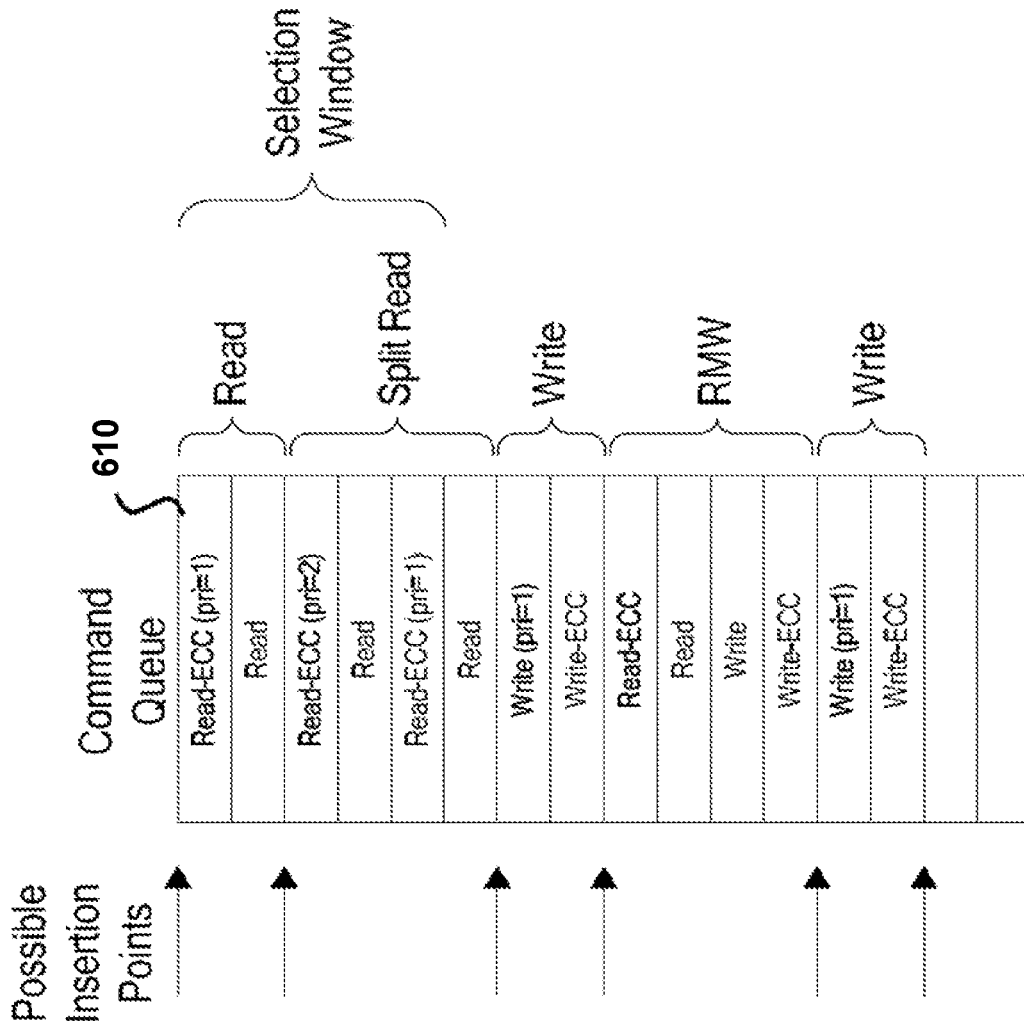 Possible
Insertion
Points
Command
Queue
610
Read-ECC (pri=1)
Read
Read-ECC (pri=2)
Read
Read-ECC (pri=1)
Read
Write (pri=1)
Write-ECC
Read-ECC
Read
Write
Write-ECC
Write (pri=1)
Write-ECC
Read
Split Read
Write
RMW
Write
Selection
Window